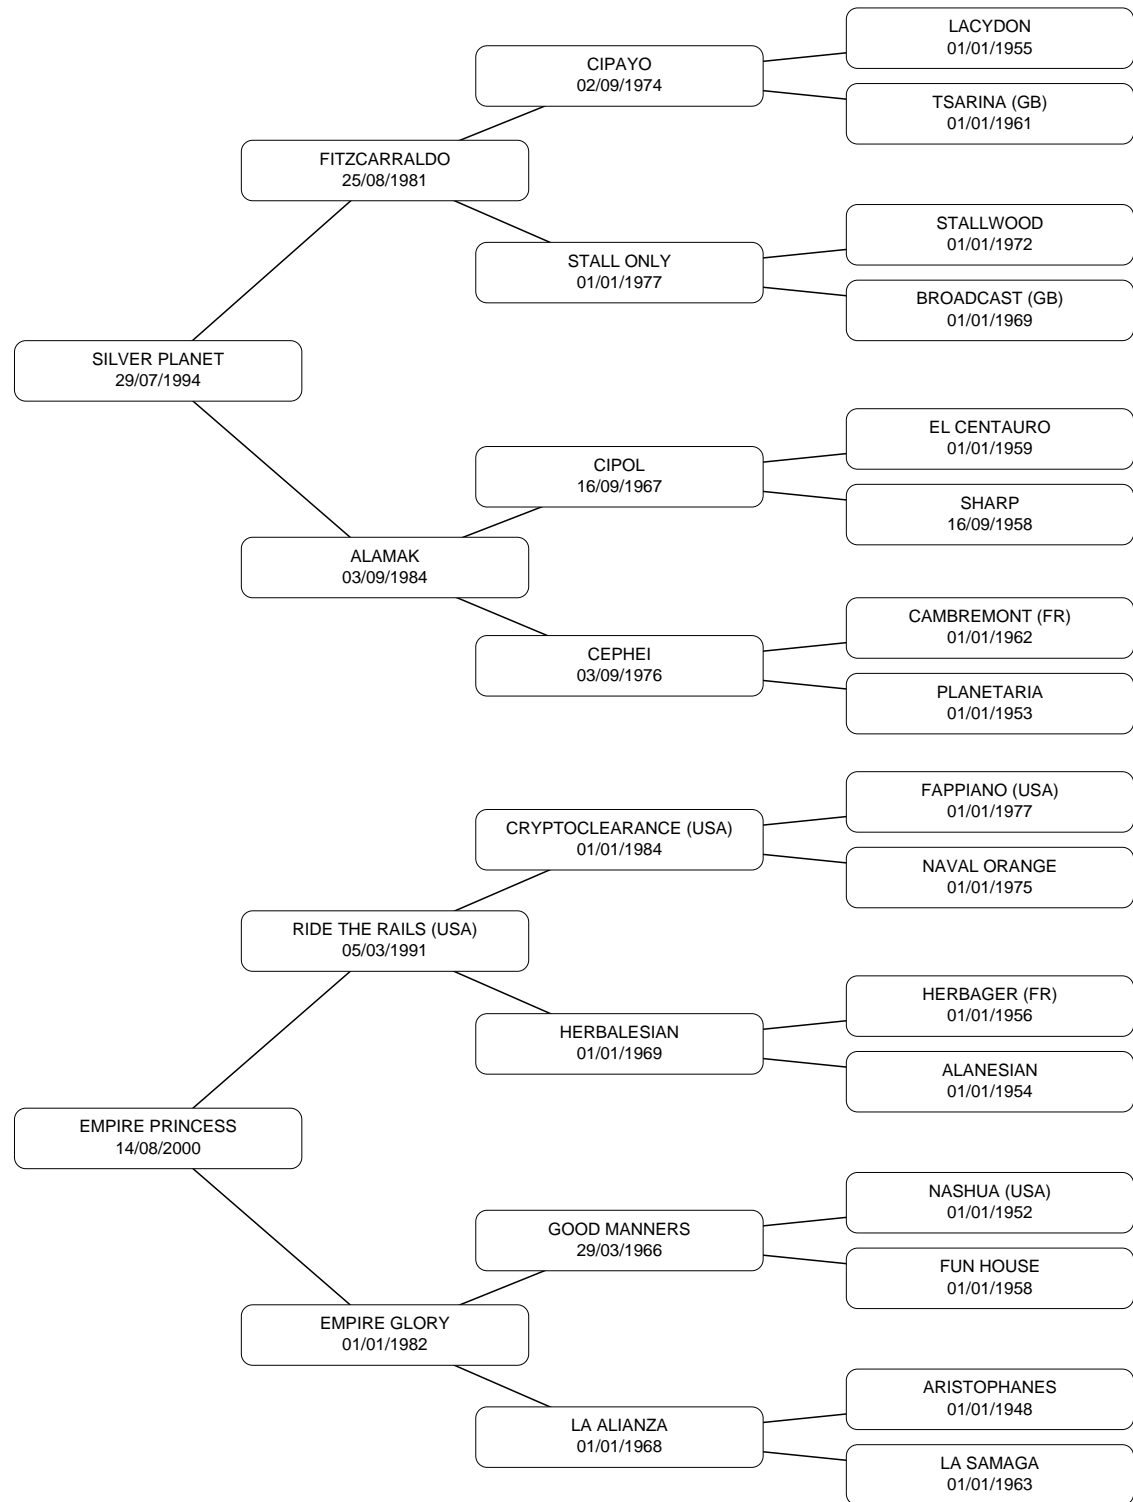 LACYDON
01/01/1955
CIPAYO
02/09/1974
TSARINA (GB)
01/01/1961
FITZCARRALDO
25/08/1981
STALLWOOD
01/01/1972
STALL ONLY
01/01/1977
BROADCAST (GB)
01/01/1969
SILVER PLANET
29/07/1994
EL CENTAURO
01/01/1959
CIPOL
16/09/1967
SHARP
16/09/1958
ALAMAK
03/09/1984
CAMBREMONT (FR)
01/01/1962
CEPHEI
03/09/1976
PLANETARIA
01/01/1953
FAPPIANO (USA)
01/01/1977
CRYPTOCLEARANCE (USA)
01/01/1984
NAVAL ORANGE
01/01/1975
RIDE THE RAILS (USA)
05/03/1991
HERBAGER (FR)
01/01/1956
HERBALESIAN
01/01/1969
ALANESIAN
01/01/1954
EMPIRE PRINCESS
14/08/2000
NASHUA (USA)
01/01/1952
GOOD MANNERS
29/03/1966
FUN HOUSE
01/01/1958
EMPIRE GLORY
01/01/1982
ARISTOPHANES
01/01/1948
LA ALIANZA
01/01/1968
LA SAMAGA
01/01/1963